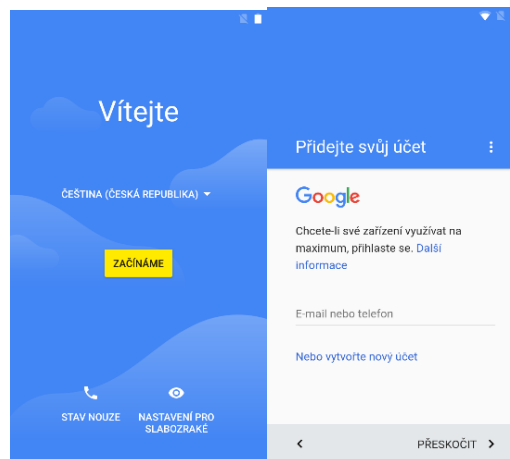 Vítejte
ČEŠTINA (ČESKÁ REPUBLIKA)
ZAČÍNÁME
STAV NOUZE
NASTAVENÍ PRO
SLABOZRAKÉ
Přidejte svůj účet
Google
Chcete-li své zařízení využívat na
maximum, přihlaste se. Další
informace
E-mail nebo telefon
Nebo vytvořte nový účet
PŘESKOČIT